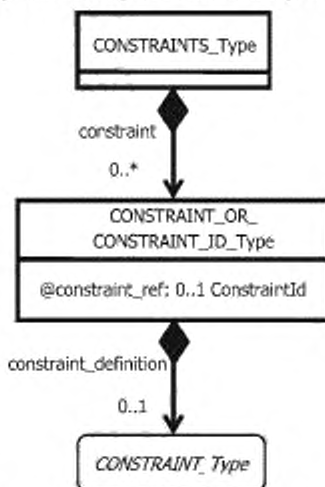 CONSTRAINTS_Type
constraint
0..*
CONSTRAINT_OR_
CONSTRAINT_ID_Type
@constraint_ref: 0..1 ConstraintId
constraint_definition
0..1
CONSTRAINT_Type